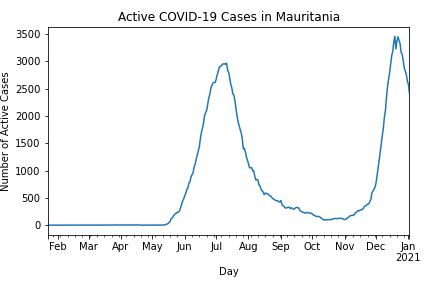 Active COVID-19 Cases in Mauritania
Number of Active Cases
3500
3000
2500
2000
1500
1000
500
0
Feb Mar Apr May Jun Jul Aug Sep Oct Nov Dec Jan
2021
Day